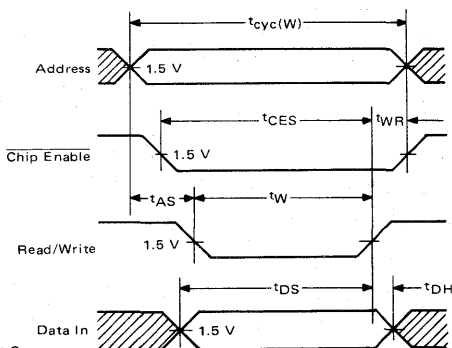 tcyc(W)
Address
1.5 V
tCES
tWR
Chip Enable
1.5 V
tAS
tW
Read/Write
1.5 V
tDS
tDH
Data In
1.5 V